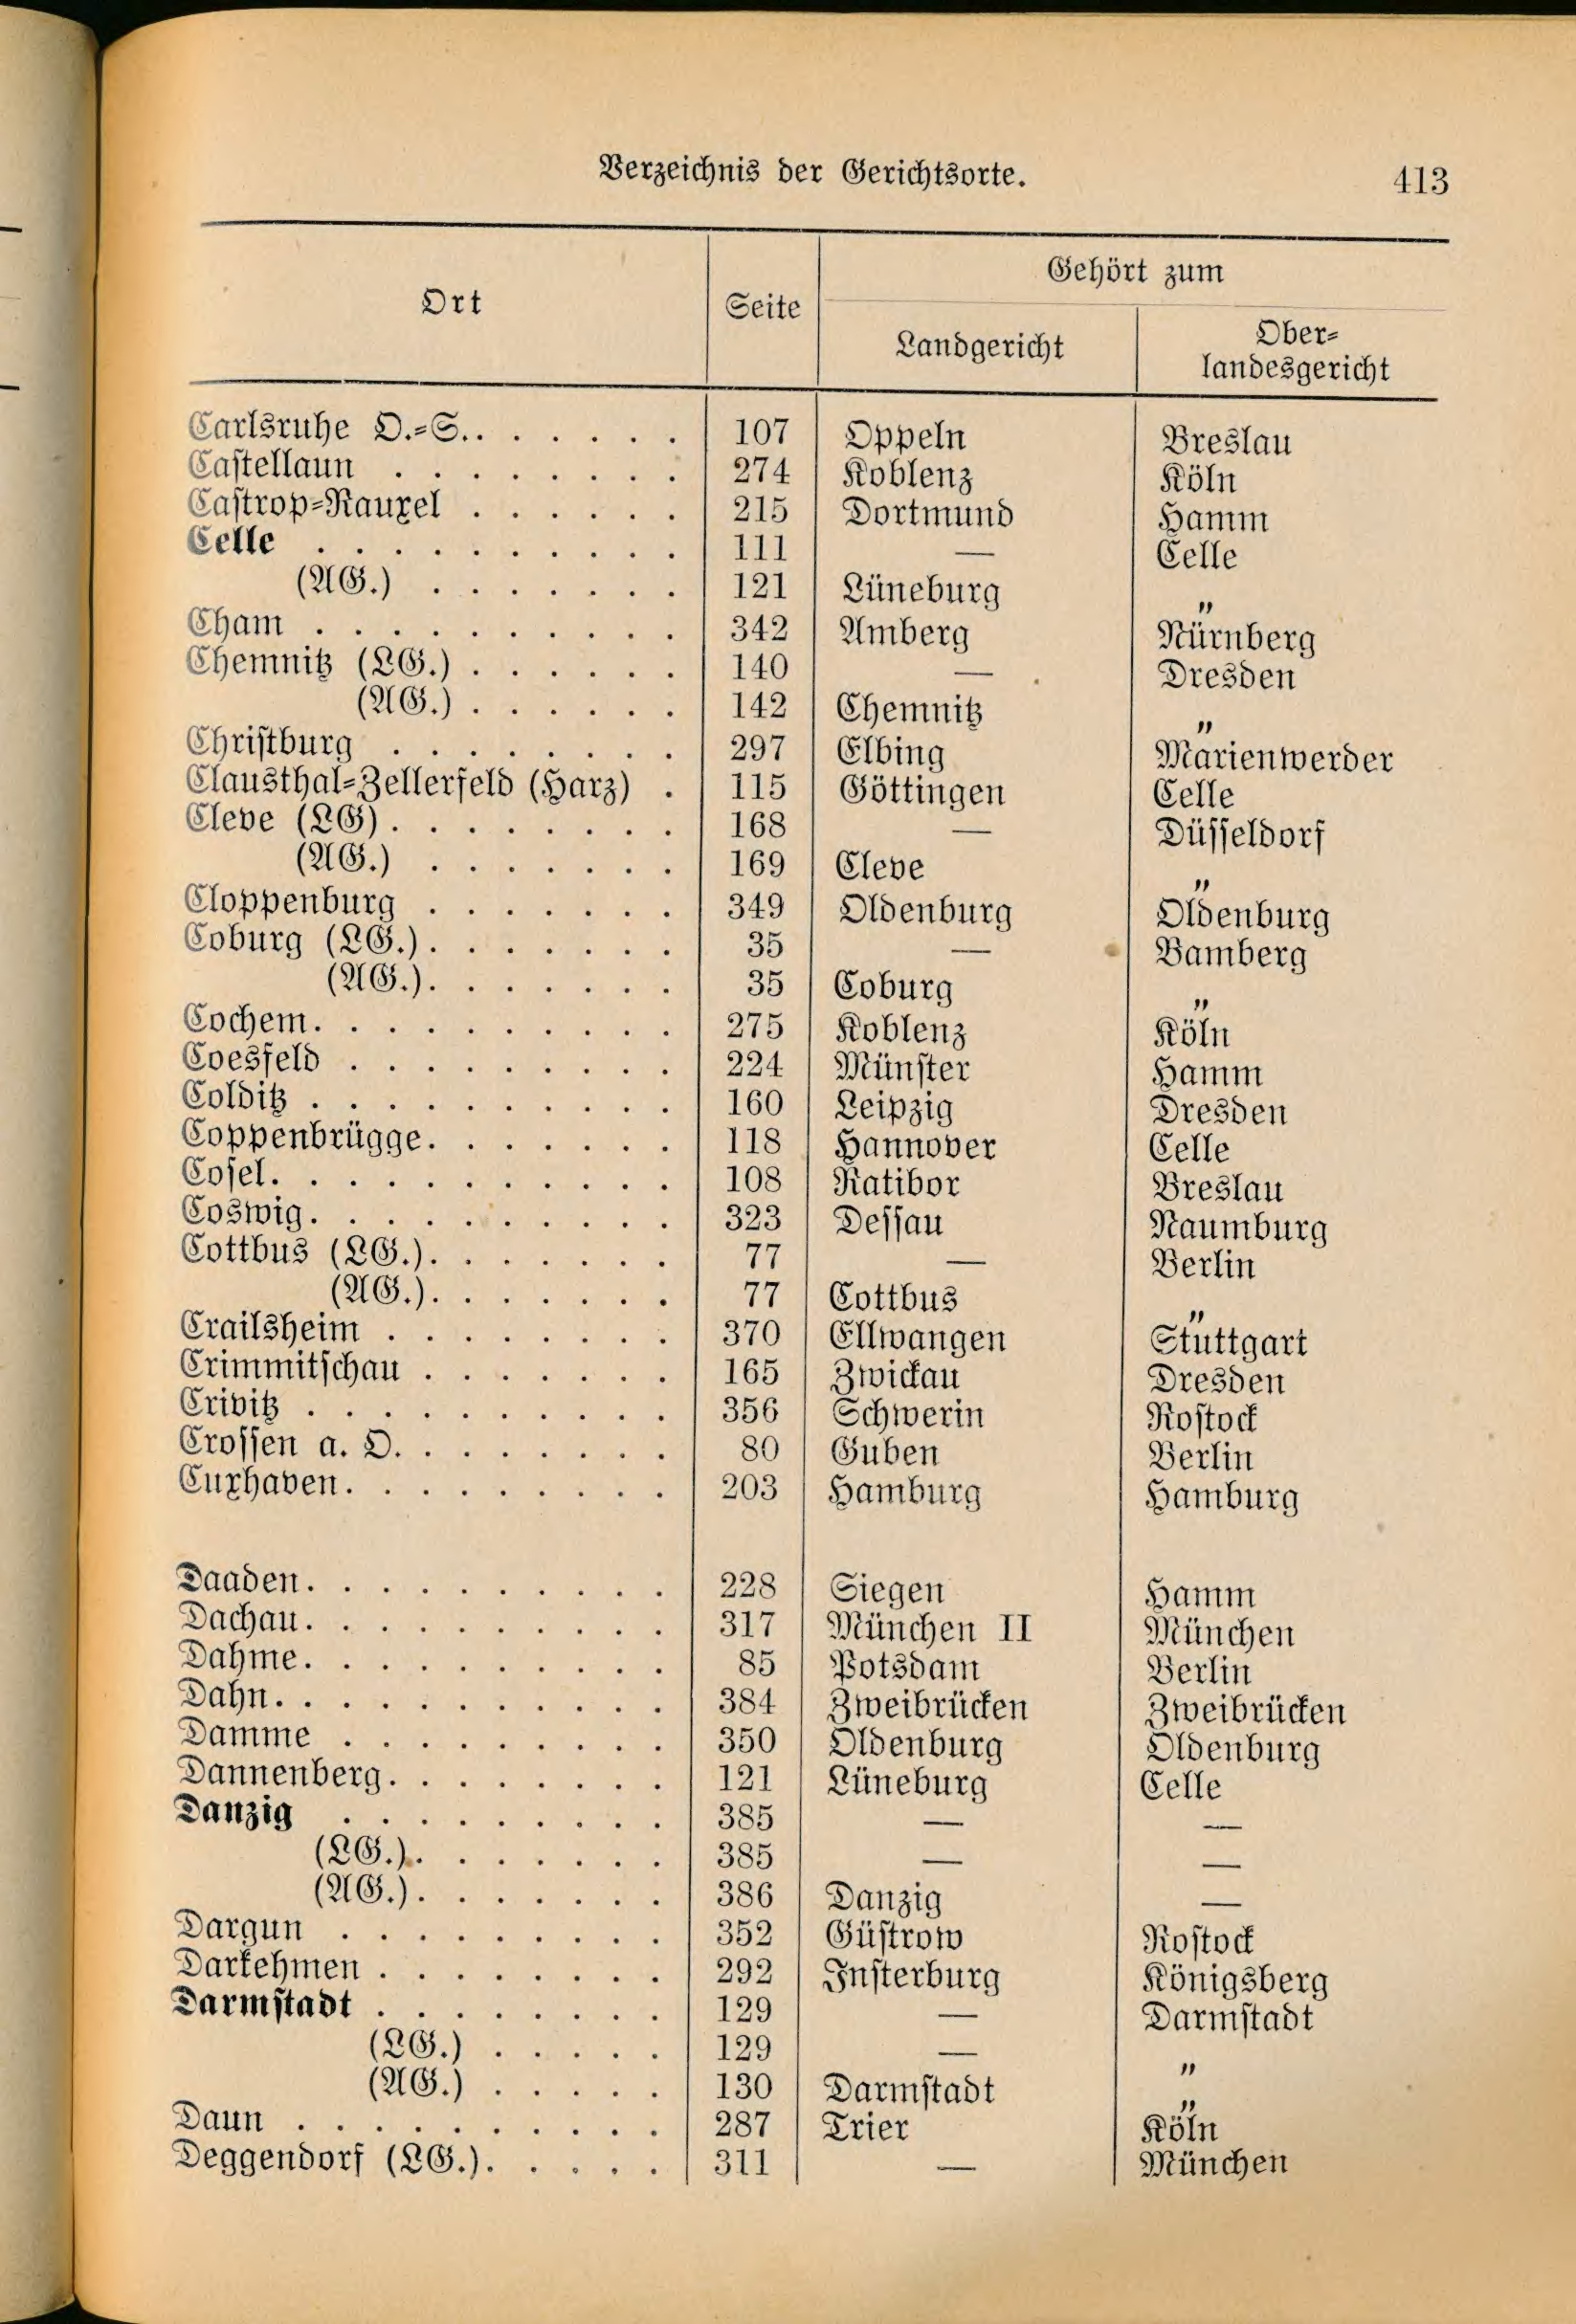 Verzeichnis der Gerichtsorte. 413
Ort Seite Gehört zum
Landgericht Ober-
landesgericht
Carlsruhe O.-S. . . . . . . 107 Oppeln Breslau
Castellaun . . . . . . . . 274 Koblenz Köln
Castrop-Rauxel . . . . . . 215 Dortmund Hamm
Celle . . . . . . . . . . 111 — Celle
(AG.) . . . . . . . 121 Lüneburg "
Cham . . . . . . . . . . 342 Amberg Nürnberg
Chemnitz (LG.) . . . . . . 140 — Dresden
(AG.) . . . . . . 142 Chemnitz "
Christburg . . . . . . . . 297 Elbing Marienwerder
Clausthal-Zellerfeld (Harz) . 115 Göttingen Celle
Cleve (LG) . . . . . . . . 168 — Düsseldorf
(AG.) . . . . . . . 169 Cleve "
Cloppenburg . . . . . . . 349 Oldenburg Oldenburg
Coburg (LG.) . . . . . . . 35 — Bamberg
(AG.) . . . . . . . 35 Coburg "
Cochem . . . . . . . . . . 275 Koblenz Köln
Coesfeld . . . . . . . . . 224 Münster Hamm
Colditz . . . . . . . . . . 160 Leipzig Dresden
Coppenbrügge . . . . . . . 118 Hannover Celle
Cosel . . . . . . . . . . . 108 Ratibor Breslau
Coswig . . . . . . . . . . 323 Dessau Naumburg
Cottbus (LG.) . . . . . . . 77 — Berlin
(AG.) . . . . . . . 77 Cottbus "
Crailsheim . . . . . . . . 370 Ellwangen Stuttgart
Crimmitschau . . . . . . . 165 Zwickau Dresden
Crivitz . . . . . . . . . . 356 Schwerin Rostock
Crossen a. O. . . . . . . . 80 Guben Berlin
Cuxhaven . . . . . . . . . 203 Hamburg Hamburg
Daaden . . . . . . . . . . 228 Siegen Hamm
Dachau . . . . . . . . . . 317 München II München
Dahme . . . . . . . . . . 85 Potsdam Berlin
Dahn . . . . . . . . . . . 384 Zweibrücken Zweibrücken
Damme . . . . . . . . . 350 Oldenburg Oldenburg
Dannenberg . . . . . . . . 121 Lüneburg Celle
Danzig . . . . . . . . . 385 — —
(LG.) . . . . . . . 385 — —
(AG.) . . . . . . . 386 Danzig —
Dargun . . . . . . . . . 352 Güstrow Rostock
Darkehmen . . . . . . . . 292 Insterburg Königsberg
Darmstadt . . . . . . . . 129 — Darmstadt
(LG.) . . . . . 129 — "
(AG.) . . . . . 130 Darmstadt "
Daun . . . . . . . . . . 287 Trier Köln
Deggendorf (LG.) . . . . . 311 — München